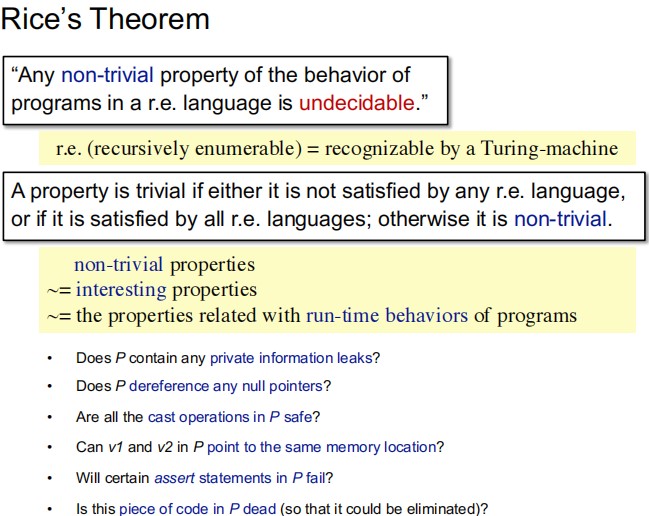 Rice's Theorem
“Any non-trivial property of the behavior of
programs in a r.e. language is undecidable.”
r.e. (recursively enumerable) = recognizable by a Turing-machine
A property is trivial if either it is not satisfied by any r.e. language,
or if it is satisfied by all r.e. languages; otherwise it is non-trivial.
non-trivial properties
~= interesting properties
~= the properties related with run-time behaviors of programs
• Does P contain any private information leaks?
• Does P dereference any null pointers?
• Are all the cast operations in P safe?
• Can v1 and v2 in P point to the same memory location?
• Will certain assert statements in P fail?
• Is this piece of code in P dead (so that it could be eliminated)?